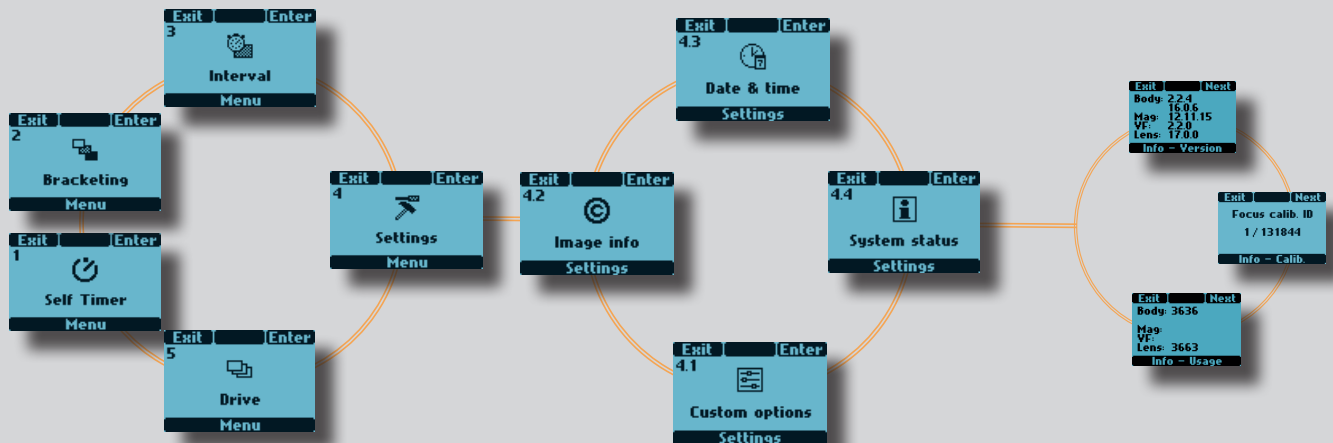 Exit Enter
3
Interval
Menu
Exit Enter
2
Bracketing
Menu
Exit Enter
1
Self Timer
Menu
Exit Enter
5
Drive
Menu
Exit Enter
4
Settings
Menu
Exit Enter
4.3
Date & time
Settings
Exit Enter
4.2
Image info
Settings
Exit Enter
4.1
Custom options
Settings
Exit Enter
4.4
System status
Settings
Exit Next
Body: 2.2.4
16.0.6
Mag: 12.11.15
VF: 2.2.0
Lens: 17.0.0
Info - Version
Exit Next
Focus calib. ID
1 / 131844
Info - Calib.
Exit Next
Body: 3636
Mag:
VF:
Lens: 3663
Info - Usage